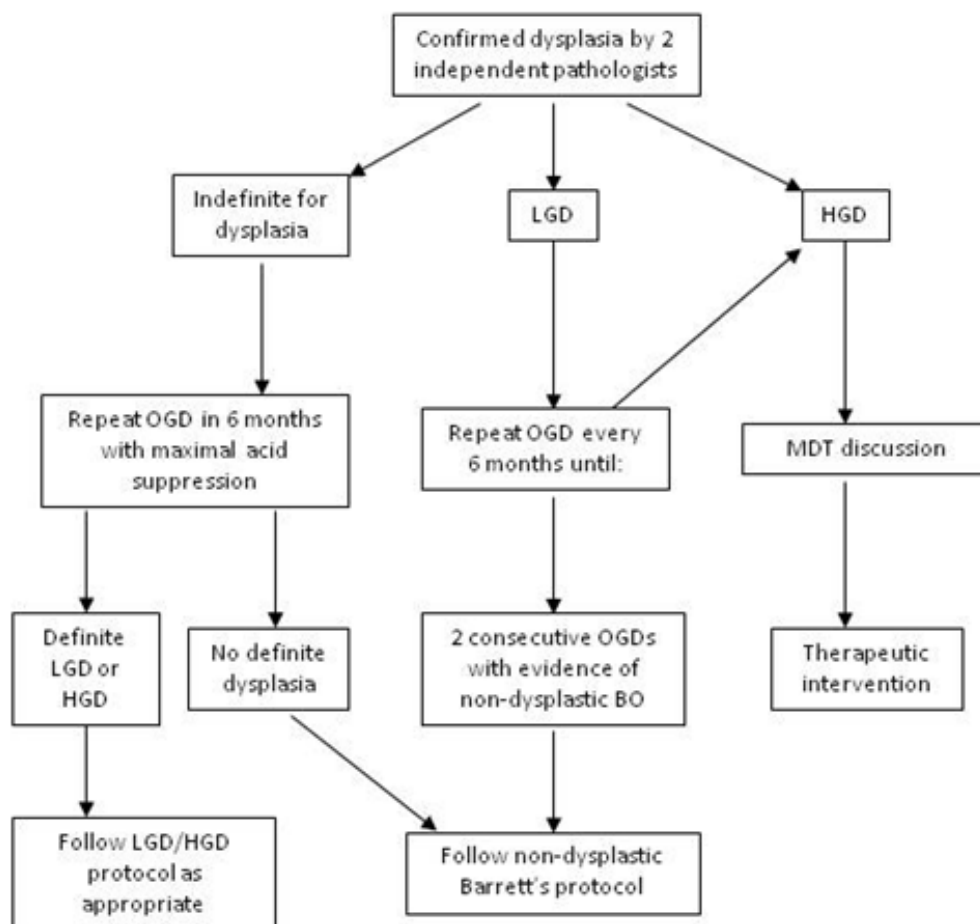 Confirmed dysplasia by 2
independent pathologists
Indefinite for
dysplasia
LGD
HGD
Repeat OGD in 6 months
with maximal acid
suppression
Repeat OGD every
6 months until:
MDT discussion
Definite
LGD or
HGD
No definite
dysplasia
2 consecutive OGDs
with evidence of
non-dysplastic BO
Therapeutic
intervention
Follow LGD/HGD
protocol as
appropriate
Follow non-dysplastic
Barrett's protocol